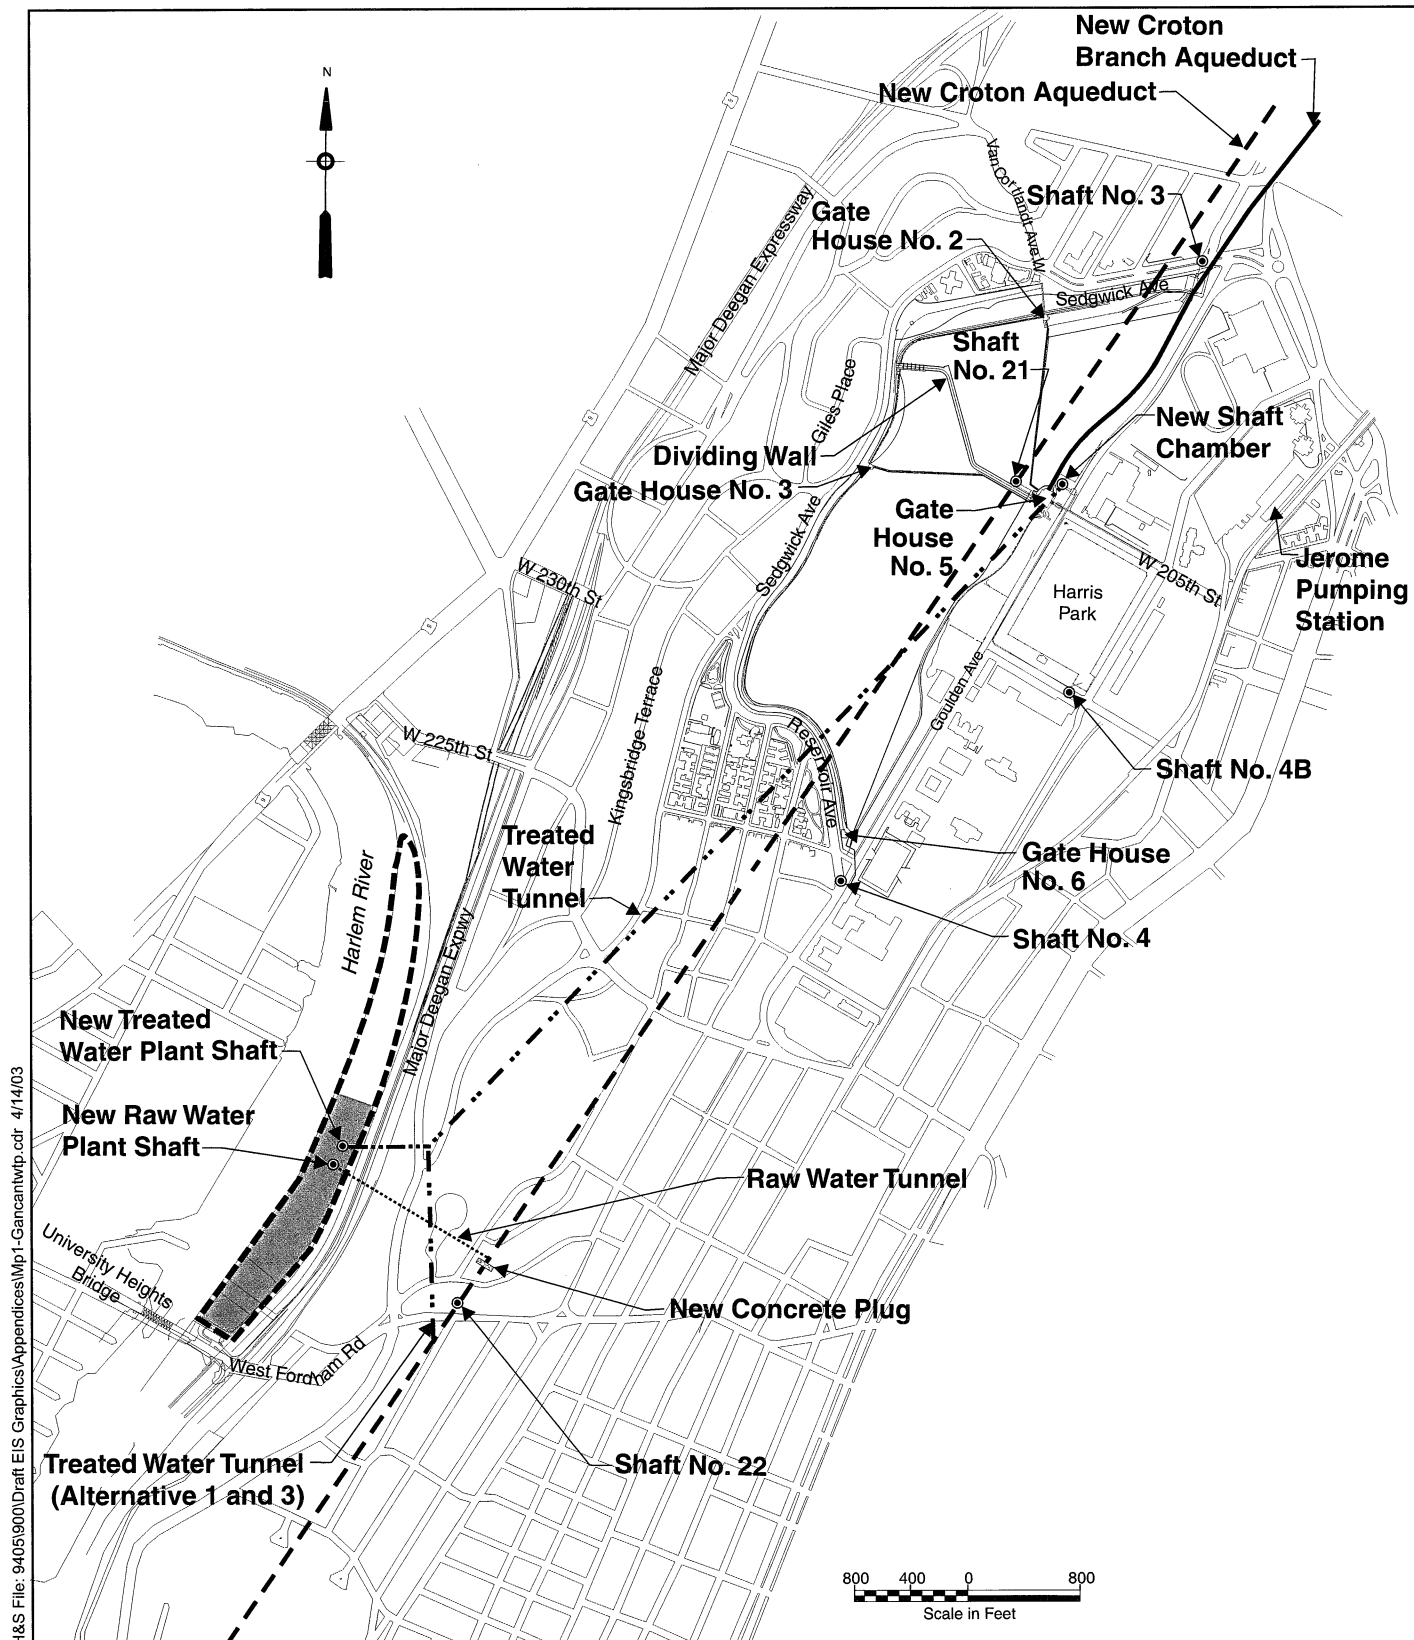 New Croton
Branch Aqueduct
New Croton Aqueduct
N
Van Cortlandt Ave W
Shaft No. 3
Gate
House No. 2
Major Deegan Expressway
Sedgwick Ave
Shaft
No. 21
Giles Place
New Shaft
Chamber
Dividing Wall
Gate House No. 3
Sedgwick Ave
Gate
House
No. 5
W 205th St
Jerome
Pumping
Station
W 230th St
Harris
Park
Goulden Ave
Kingsbridge Terrace
Reservoir Ave
W 225th St
Shaft No. 4B
Treated
Water
Tunnel
Gate House
No. 6
Harlem River
Shaft No. 4
Major Deegan Expwy
New Treated
Water Plant Shaft
New Raw Water
Plant Shaft
Raw Water Tunnel
University Heights
Bridge
New Concrete Plug
West Fordham Rd
Treated Water Tunnel
(Alternative 1 and 3)
Shaft No. 22
800 400 0 800
Scale in Feet
H&S File: 9405\900\Draft EIS Graphics\Appendices\Mp1-Gancantwtp.cdr 4/14/03